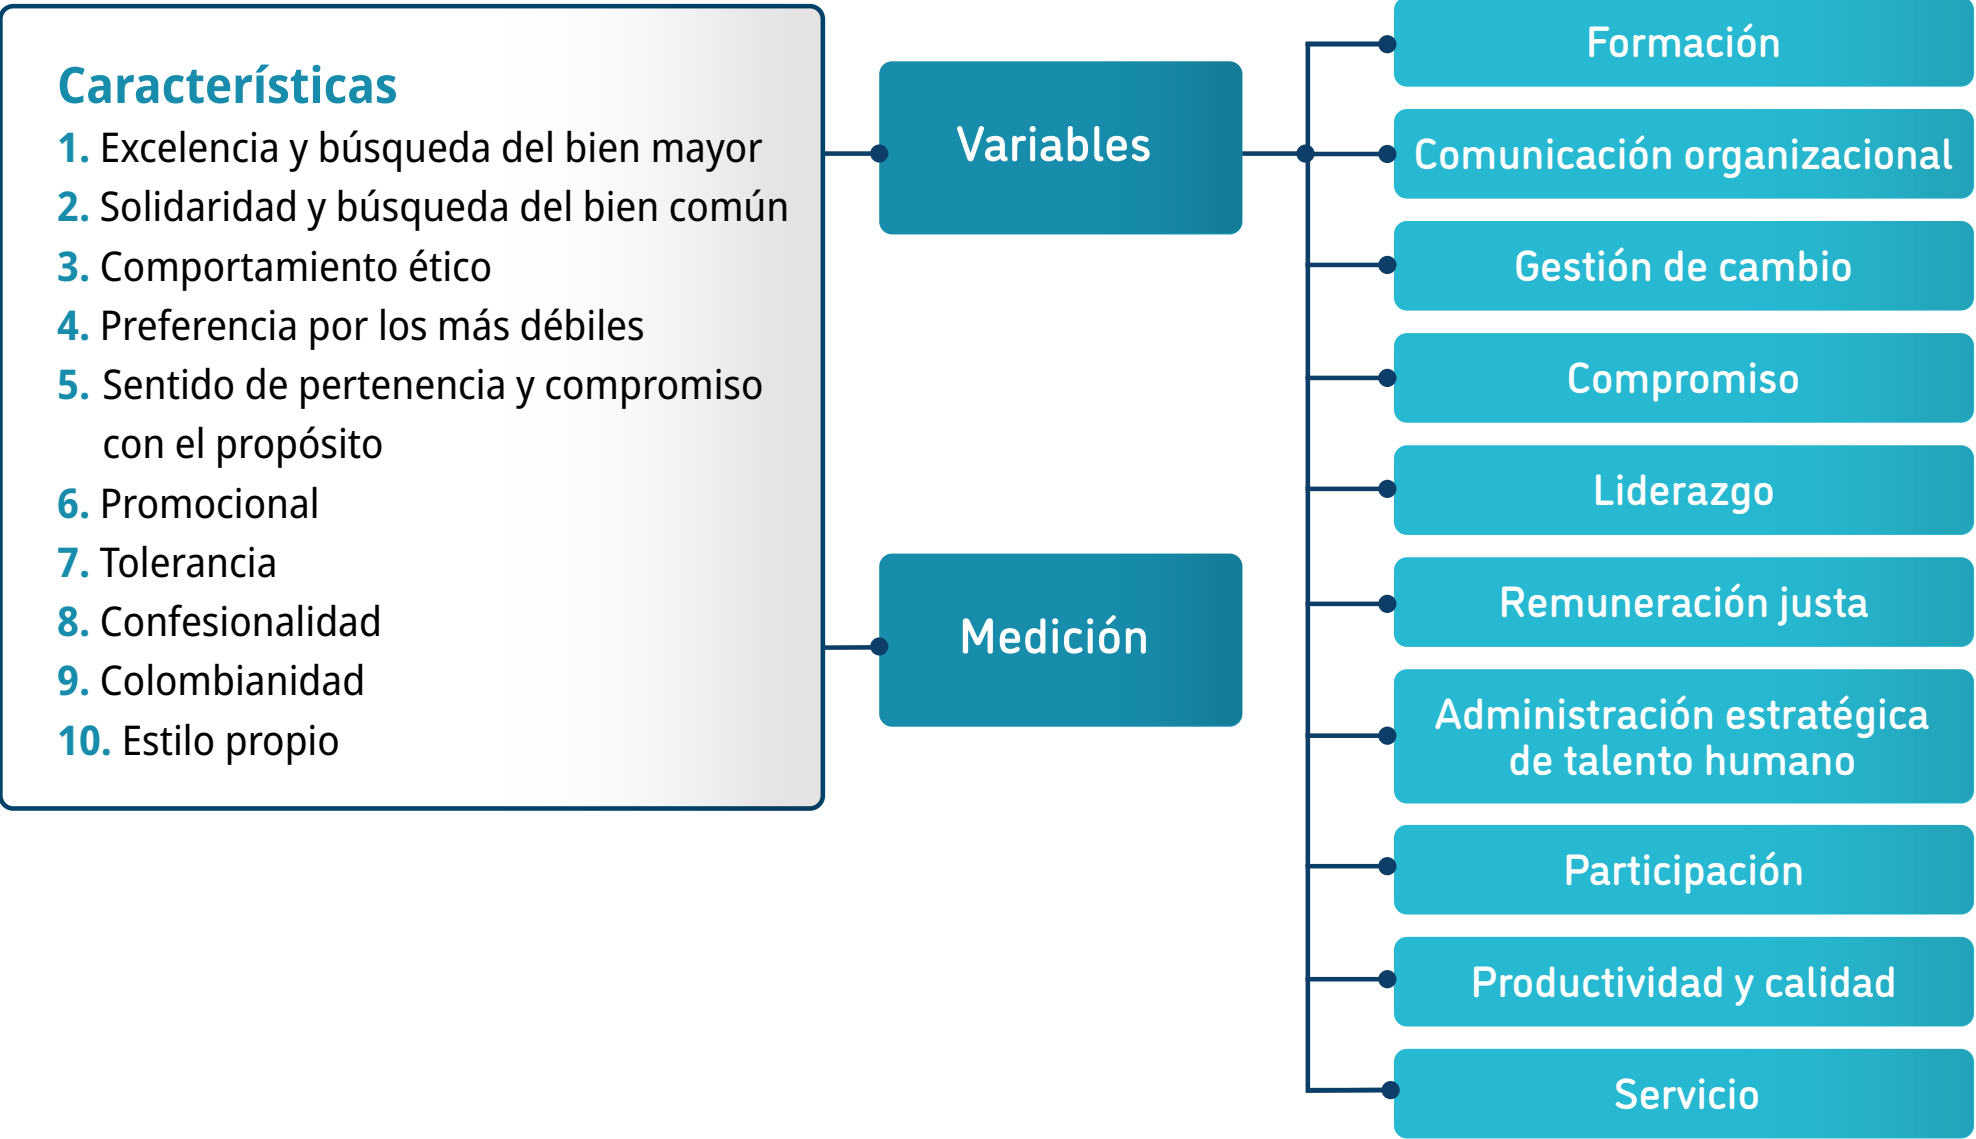 Características
1. Excelencia y búsqueda del bien mayor
2. Solidaridad y búsqueda del bien común
3. Comportamiento ético
4. Preferencia por los más débiles
5. Sentido de pertenencia y compromiso
con el propósito
6. Promocional
7. Tolerancia
8. Confesionalidad
9. Colombianidad
10. Estilo propio
Variables
Medición
Formación
Comunicación organizacional
Gestión de cambio
Compromiso
Liderazgo
Remuneración justa
Administración estratégica
de talento humano
Participación
Productividad y calidad
Servicio